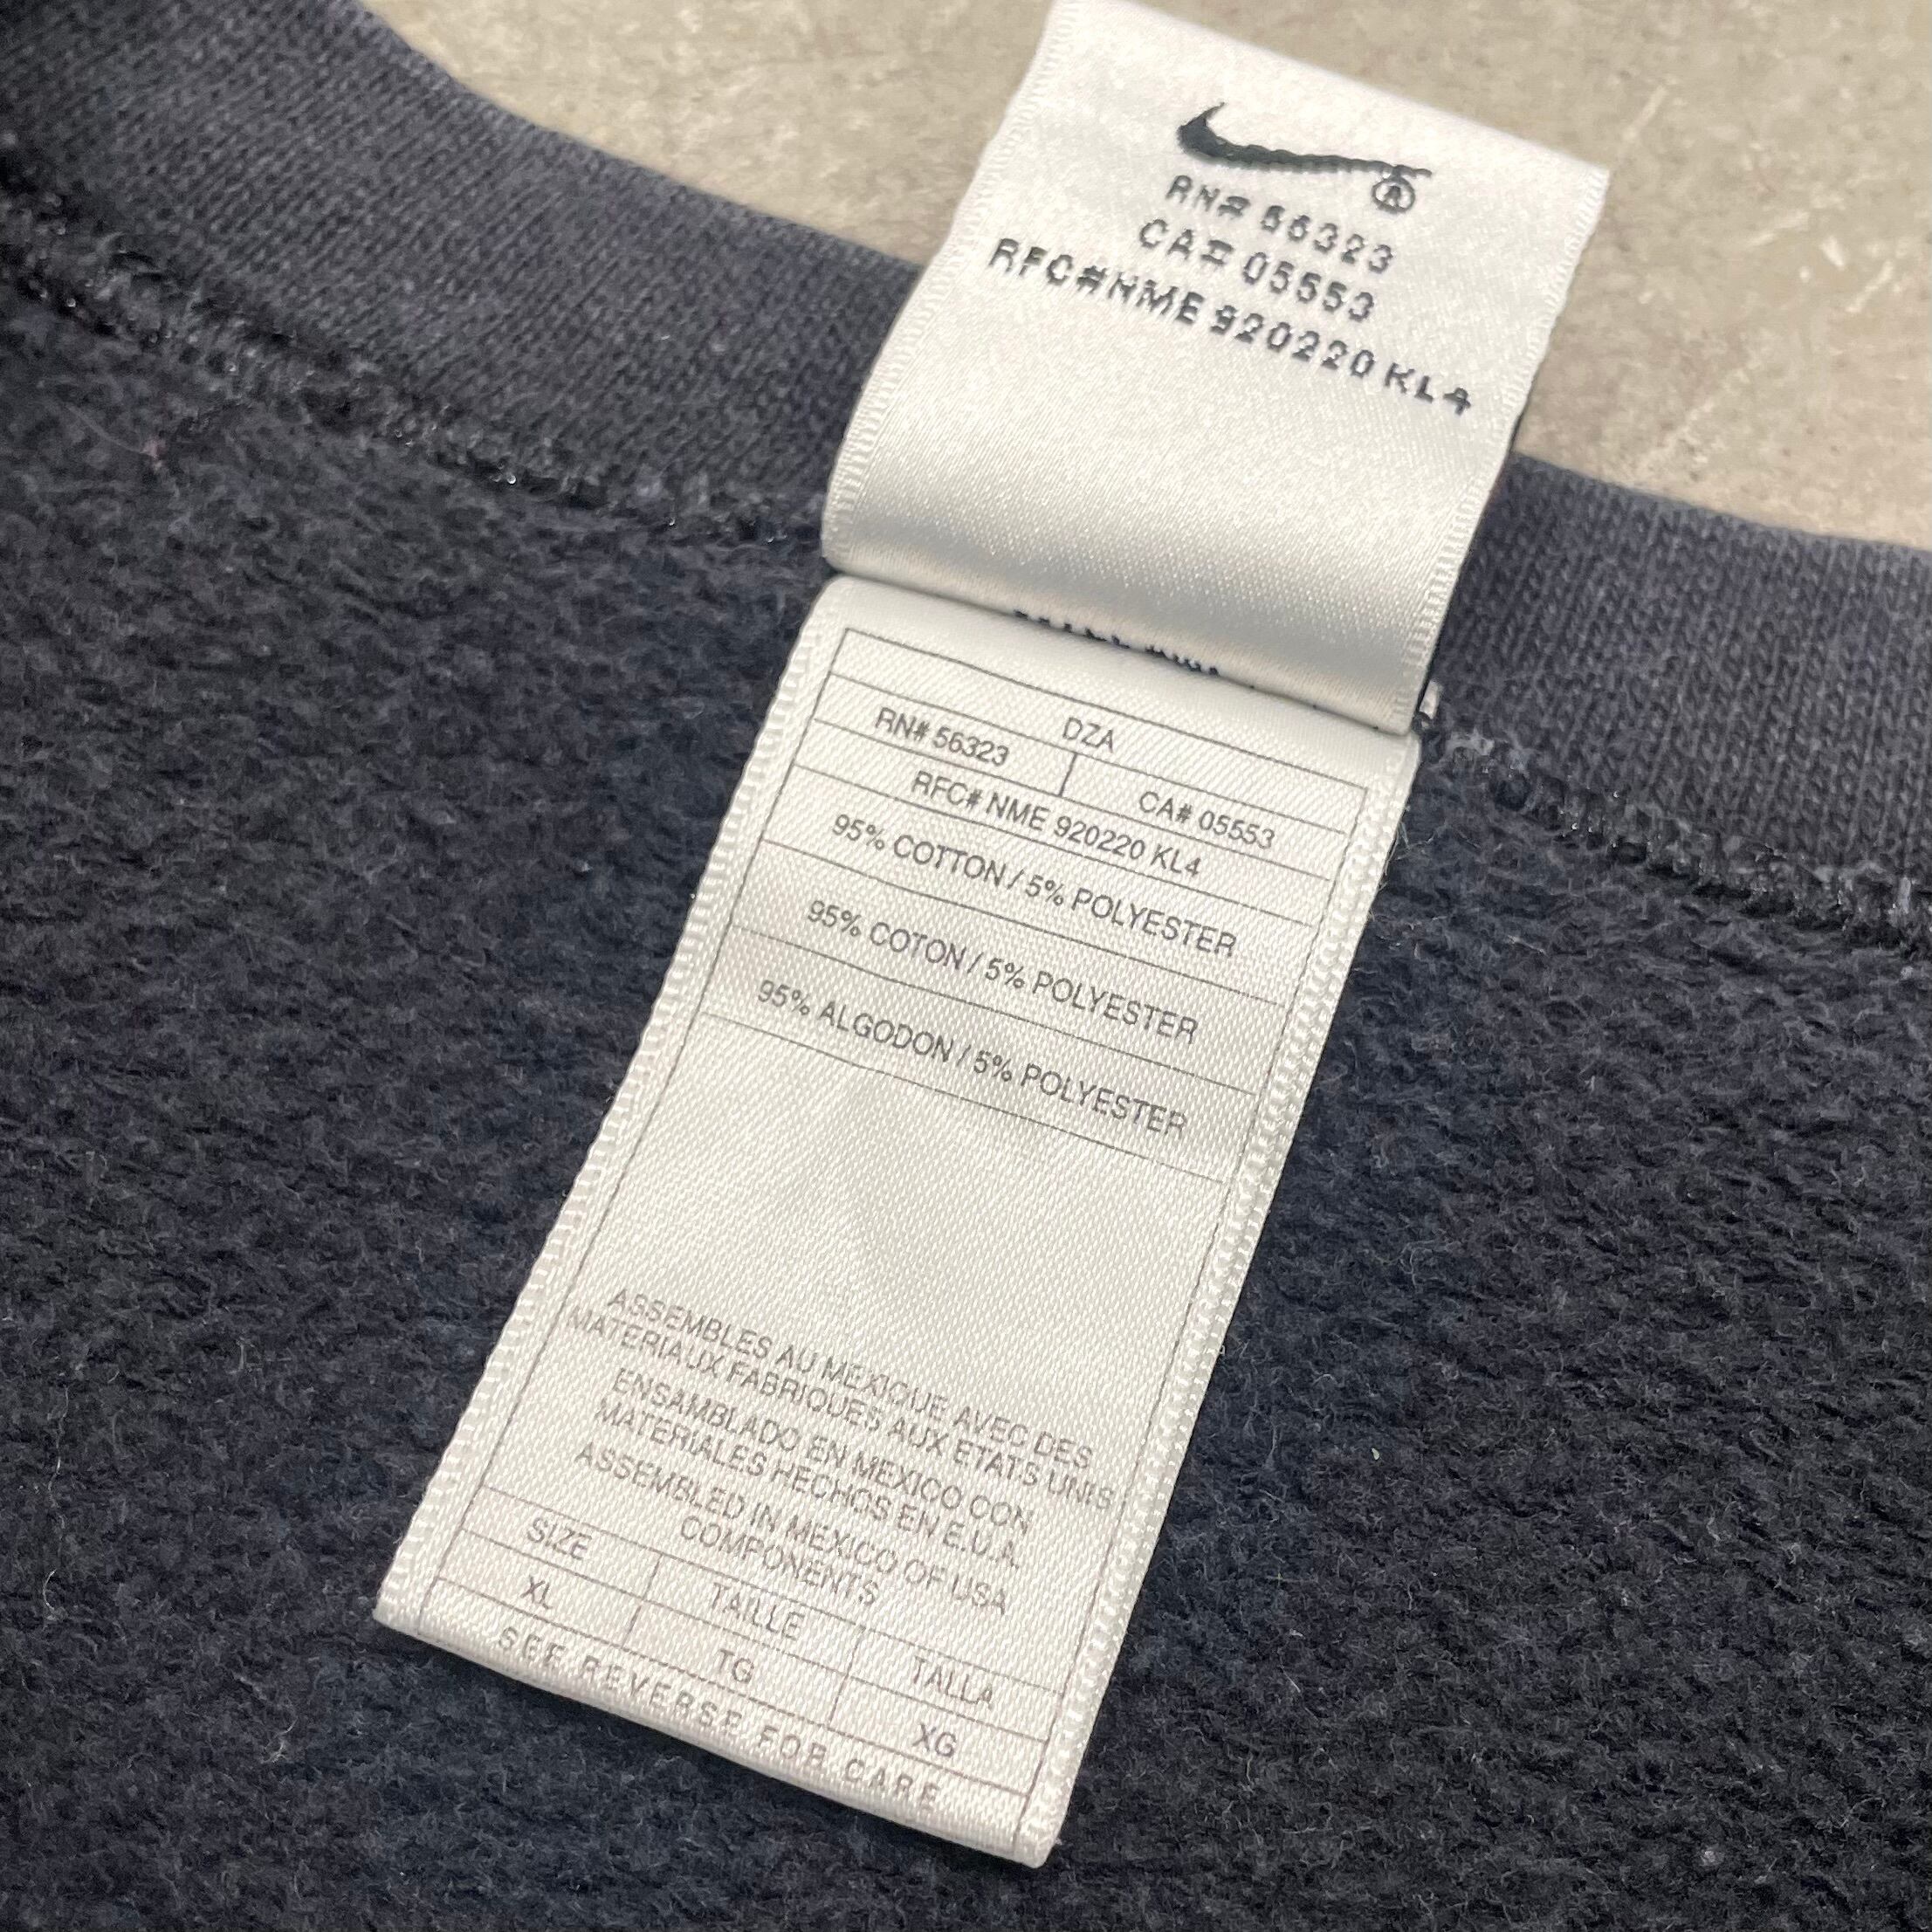 ®
RN# 56323
CA# 05553
RFC#NME 920220 KL4
DZA
RN# 56323
CA# 05553
RFC# NME 920220 KL4
95% COTTON / 5% POLYESTER
95% COTON / 5% POLYESTER
95% ALGODON / 5% POLYESTER
ASSEMBLES AU MEXIQUE AVEC DES
MATERIAUX FABRIQUES AUX ETATS UNIS
ENSAMBLADO EN MEXICO CON
MATERIALES HECHOS EN E.U.A.
ASSEMBLED IN MEXICO OF USA
COMPONENTS
SIZE TAILLE TALLA
XL TG XG
SEE REVERSE FOR CARE